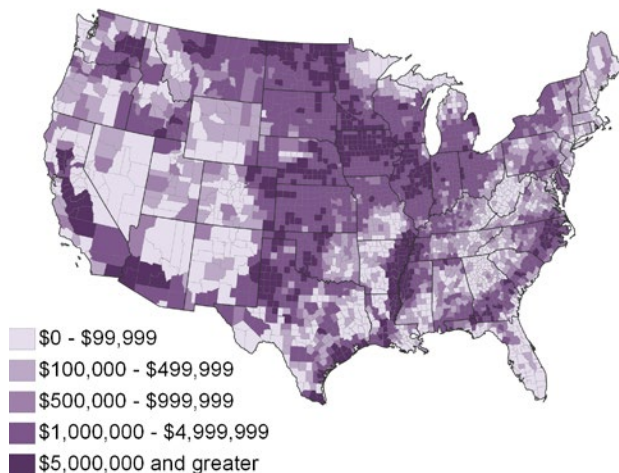 $0 - $99,999
$100,000 - $499,999
$500,000 - $999,999
$1,000,000 - $4,999,999
$5,000,000 and greater